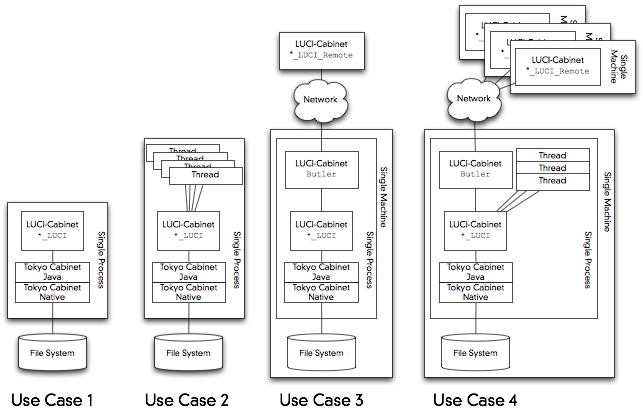 LUCI-Cabinet
*_LUCI
Tokyo Cabinet
Java
Tokyo Cabinet
Native
Single Process
File System
Use Case 1
Thread
Thread
Thread
Thread
LUCI-Cabinet
*_LUCI
Tokyo Cabinet
Java
Tokyo Cabinet
Native
Single Process
File System
Use Case 2
LUCI-Cabinet
*_LUCI_Remote
Network
LUCI-Cabinet
Butler
LUCI-Cabinet
*_LUCI
Tokyo Cabinet
Java
Tokyo Cabinet
Native
Single Process
Single Machine
File System
Use Case 3
LUCI-Cabinet
LUCI-Cabinet
LUCI-Cabinet
*_LUCI_Remote
Single
Machine
Network
LUCI-Cabinet
Butler
Thread
Thread
Thread
LUCI-Cabinet
*_LUCI
Tokyo Cabinet
Java
Tokyo Cabinet
Native
Single Process
Single Machine
File System
Use Case 4